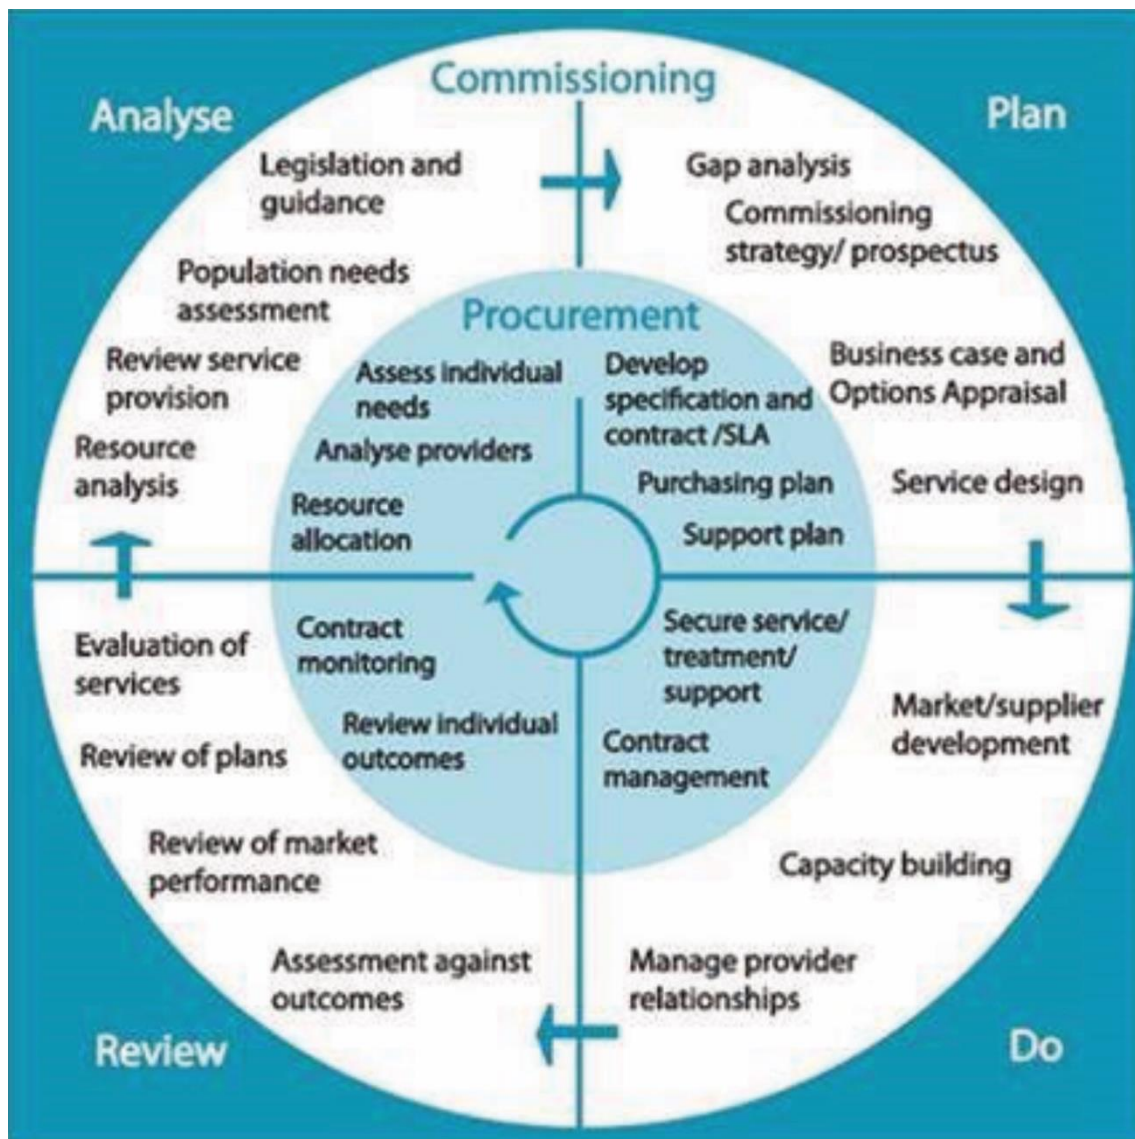 Commissioning
Analyse
Plan
Legislation and
guidance
Population needs
assessment
Review service
provision
Resource
analysis
Gap analysis
Commissioning
strategy/ prospectus
Business case and
Options Appraisal
Service design
Procurement
Assess individual
needs
Analyse providers
Resource
allocation
Develop
specification and
contract /SLA
Purchasing plan
Support plan
Contract
monitoring
Review individual
outcomes
Secure service/
treatment/
support
Contract
management
Evaluation of
services
Review of plans
Review of market
performance
Assessment against
outcomes
Market/supplier
development
Capacity building
Manage provider
relationships
Review
Do